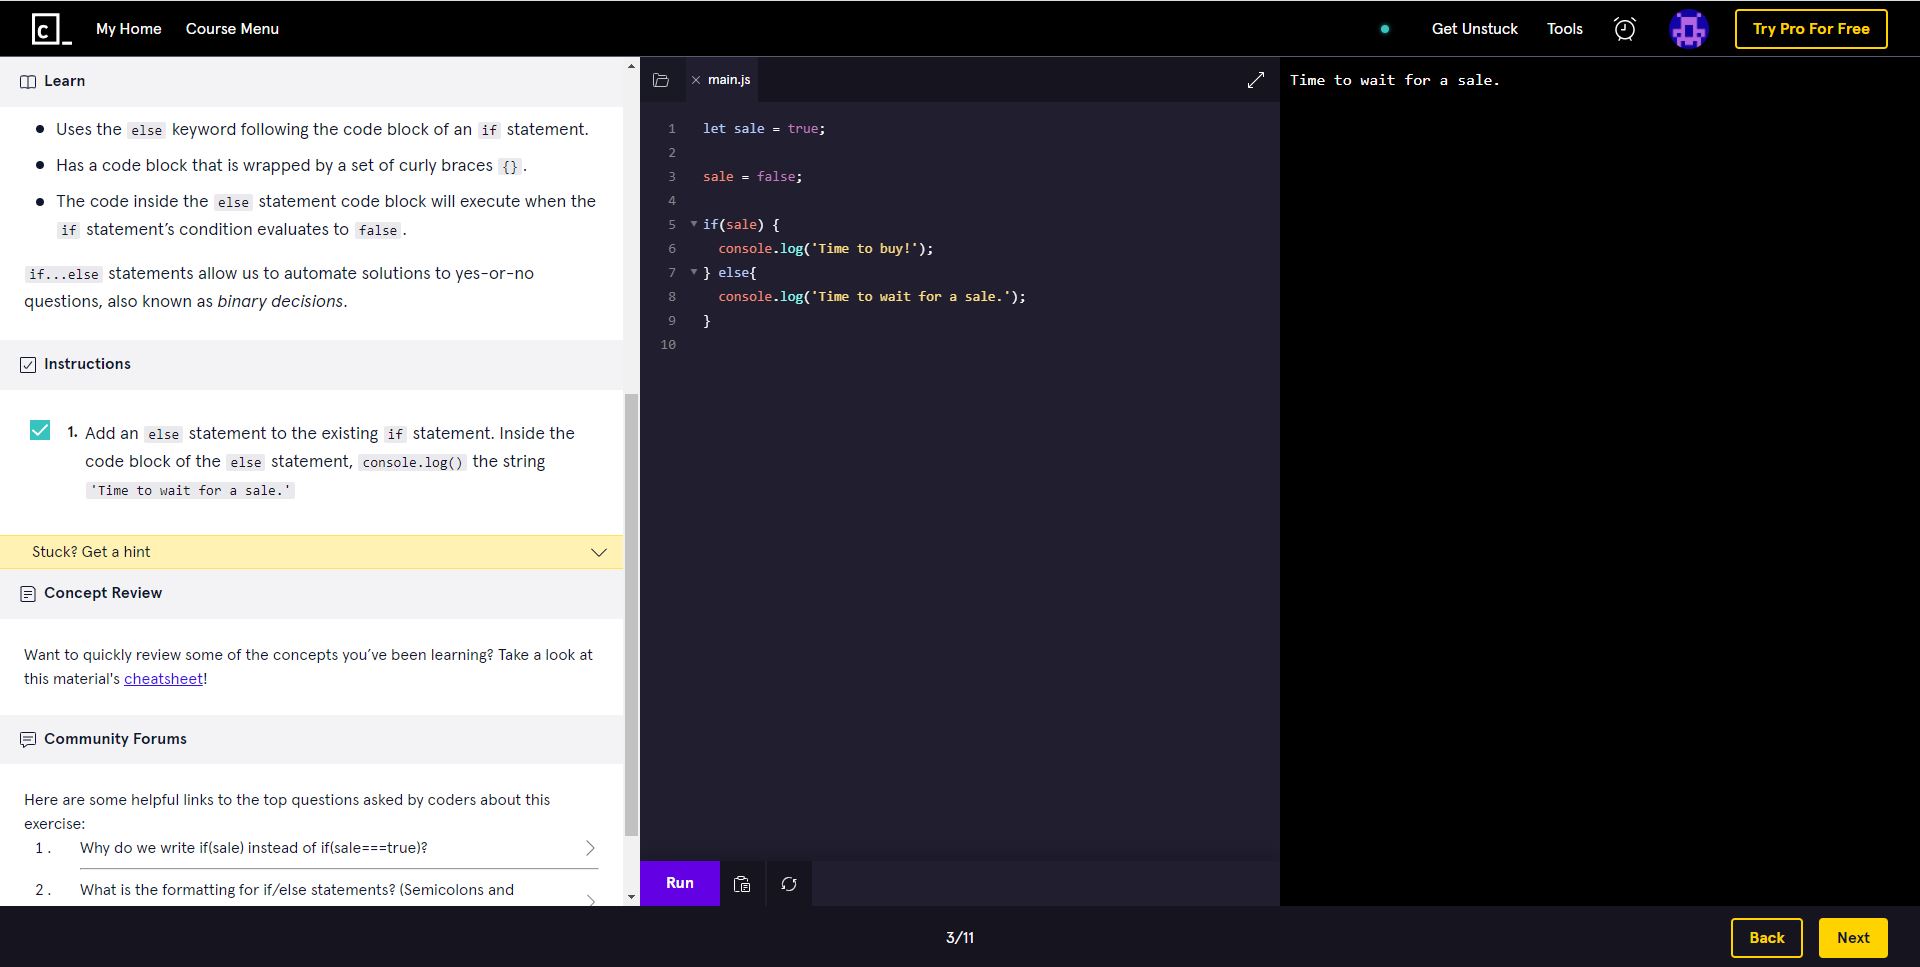 My Home Course Menu Get Unstuck Tools Try Pro For Free
Learn
Uses the else keyword following the code block of an if statement.
Has a code block that is wrapped by a set of curly braces {}.
The code inside the else statement code block will execute when the
if statement’s condition evaluates to false.
if...else statements allow us to automate solutions to yes-or-no
questions, also known as binary decisions.
Instructions
1. Add an else statement to the existing if statement. Inside the
code block of the else statement, console.log() the string
'Time to wait for a sale.'
Stuck? Get a hint
Concept Review
Want to quickly review some of the concepts you’ve been learning? Take a look at
this material's cheatsheet!
Community Forums
Here are some helpful links to the top questions asked by coders about this
exercise:
1. Why do we write if(sale) instead of if(sale===true)?
2. What is the formatting for if/else statements? (Semicolons and
main.js
1 let sale = true;
2
3 sale = false;
4
5 if(sale) {
6 console.log('Time to buy!');
7 } else{
8 console.log('Time to wait for a sale.');
9 }
10
Run
Time to wait for a sale.
3/11
Back Next